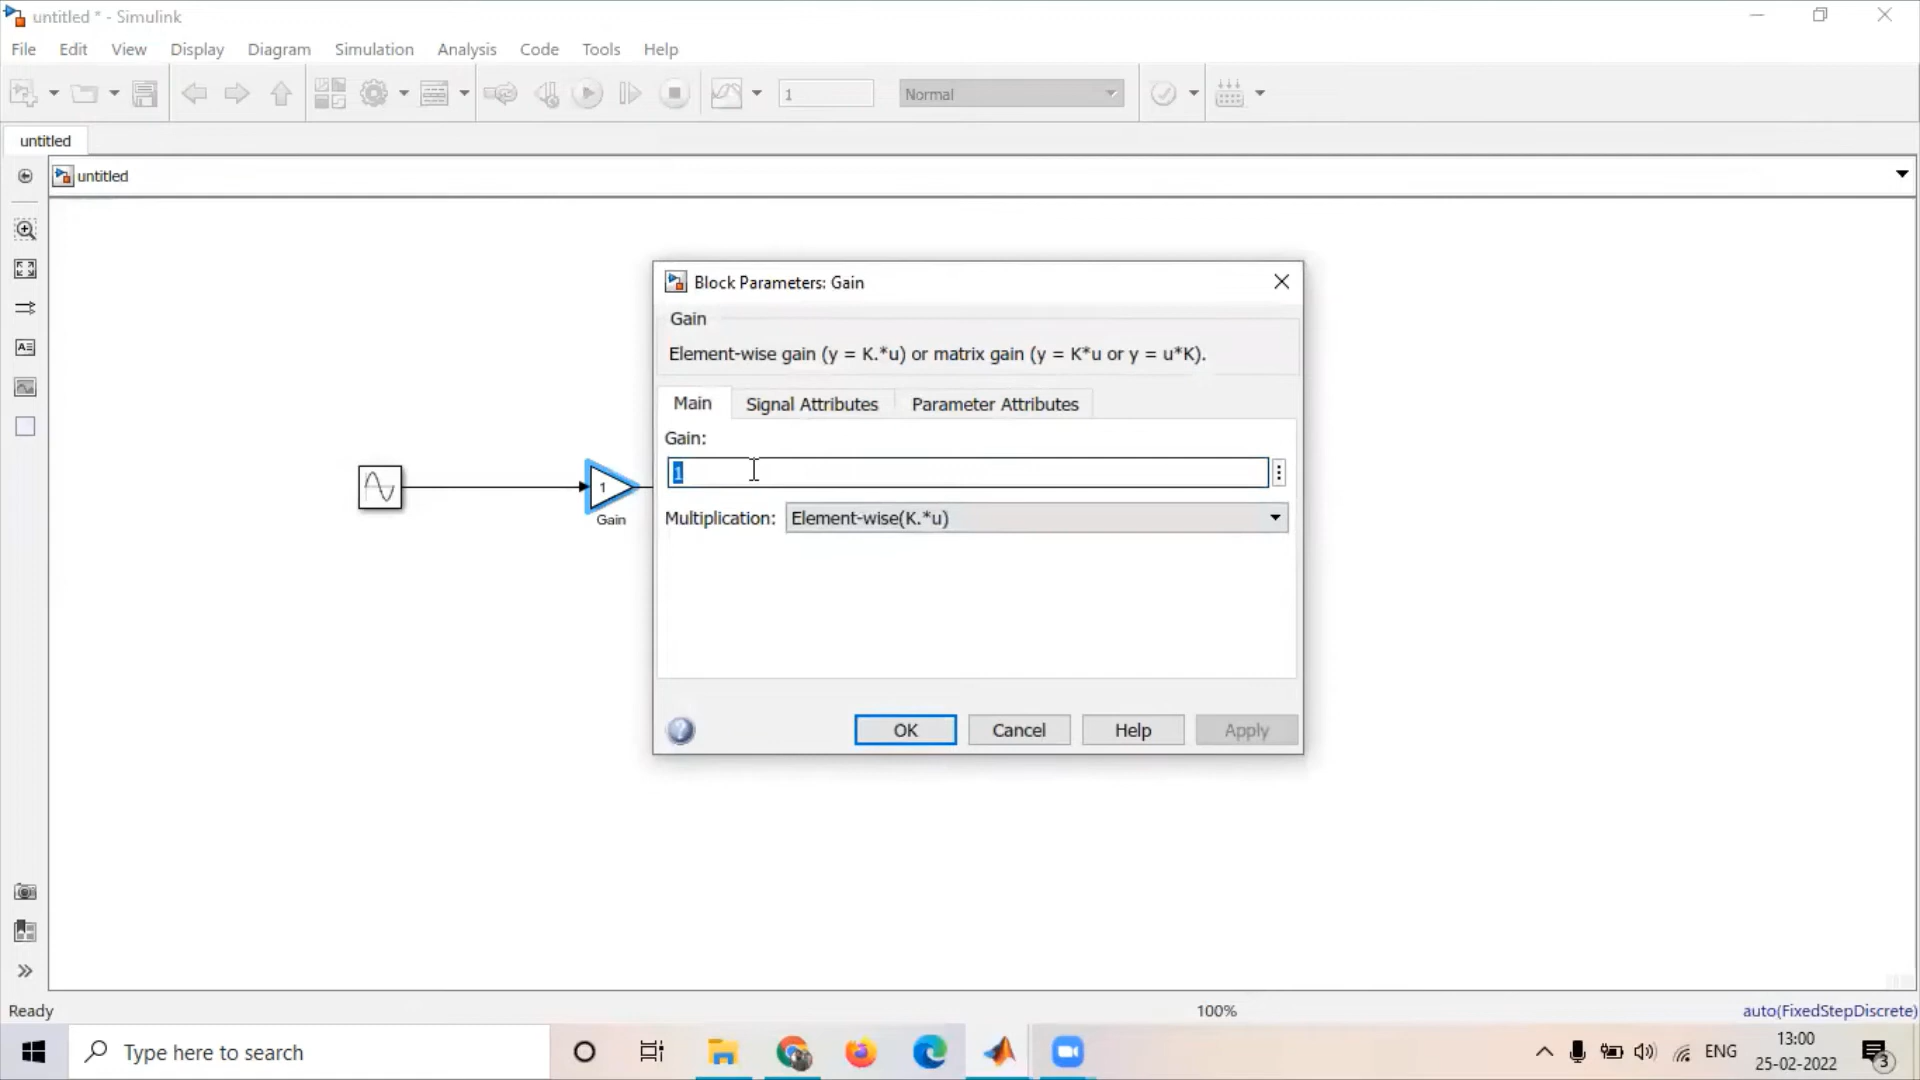 untitled * - Simulink
File Edit View Display Diagram Simulation Analysis Code Tools Help
1 Normal
untitled
untitled
Block Parameters: Gain
Gain
Element-wise gain (y = K.*u) or matrix gain (y = K*u or y = u*K).
Main Signal Attributes Parameter Attributes
Gain:
1
Multiplication: Element-wise(K.*u)
1
Gain
OK Cancel Help Apply
Ready 100% auto(FixedStepDiscrete)
Type here to search
ENG
13:00
25-02-2022
3